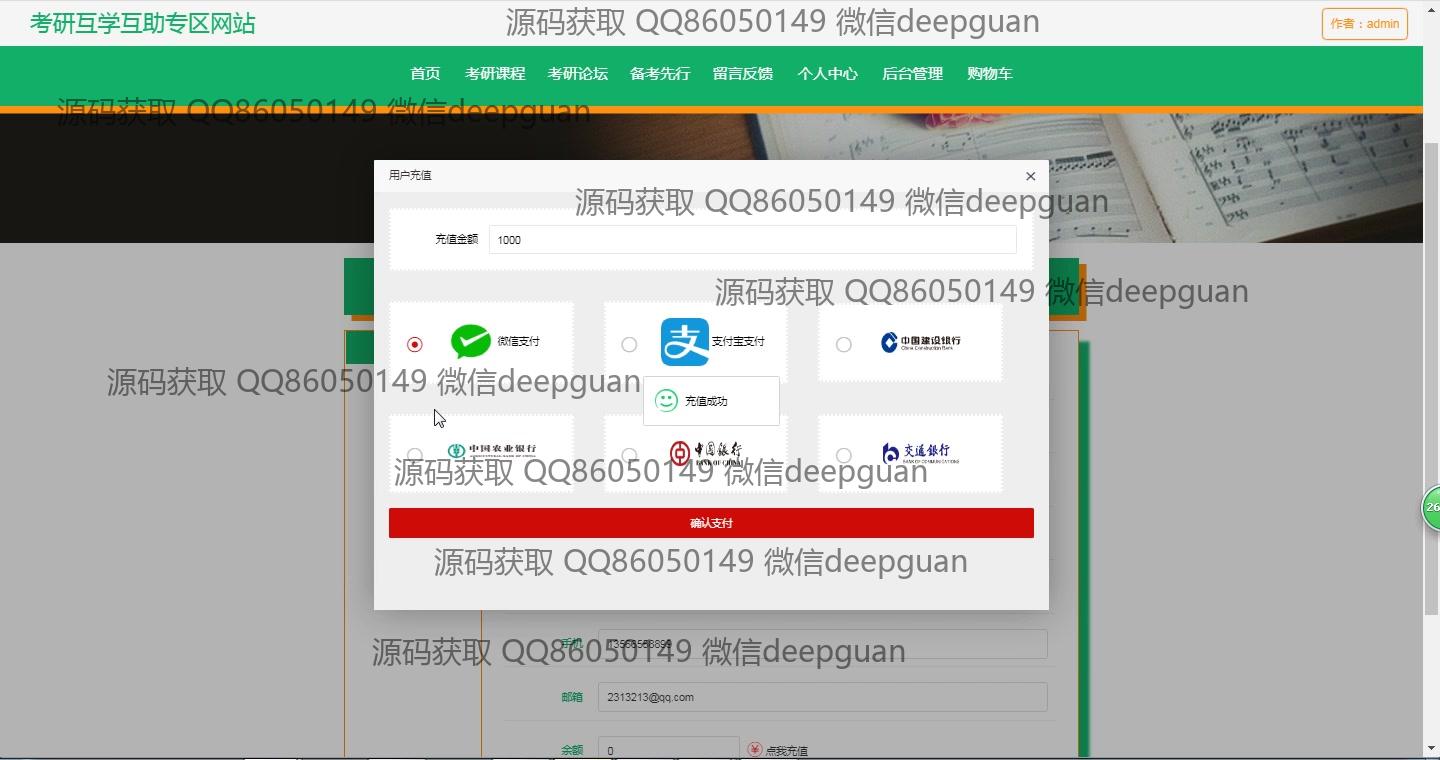 考研互学互助专区网站
源码获取 QQ86050149 微信deepguan
作者：admin
首页 考研课程 考研论坛 备考先行 留言反馈 个人中心 后台管理 购物车
源码获取 QQ86050149 微信deepguan
用户充值
源码获取 QQ86050149 微信deepguan
充值金额 1000
源码获取 QQ86050149 微信deepguan
微信支付 支付宝支付 中国建设银行
China Construction Bank
源码获取 QQ86050149 微信deepguan
充值成功
中国农业银行 中国银行 交通银行
BANK OF CHINA BANK OF COMMUNICATIONS
源码获取 QQ86050149 微信deepguan
确认支付
源码获取 QQ86050149 微信deepguan
手机
源码获取 QQ86050149 微信deepguan
邮箱 2313213@qq.com
余额 0 点我充值
26